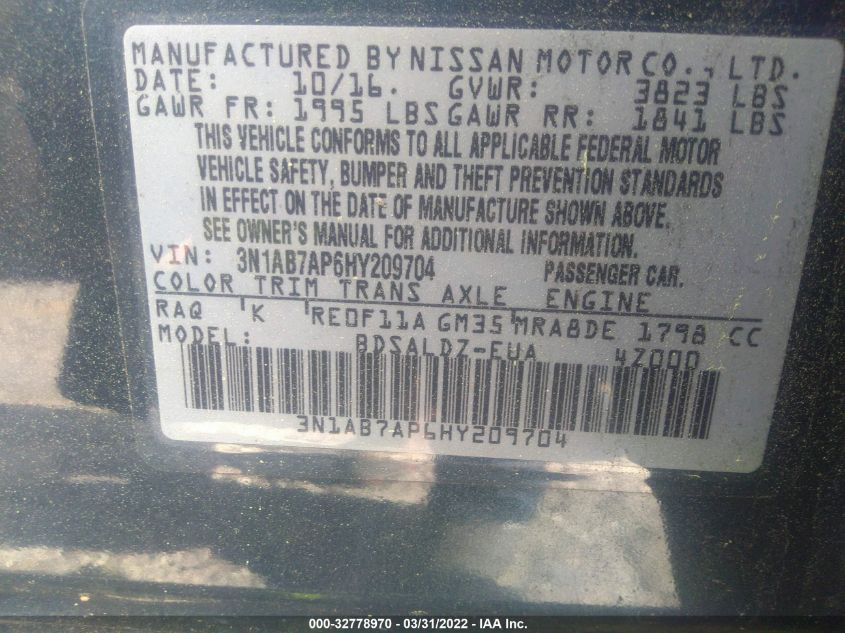 MANUFACTURED BY NISSAN MOTOR CO., LTD.
DATE: 10/16. GVWR: 3823 LBS
GAWR FR: 1995 LBS GAWR RR: 1841 LBS
THIS VEHICLE CONFORMS TO ALL APPLICABLE FEDERAL MOTOR
VEHICLE SAFETY, BUMPER AND THEFT PREVENTION STANDARDS
IN EFFECT ON THE DATE OF MANUFACTURE SHOWN ABOVE.
SEE OWNER'S MANUAL FOR ADDITIONAL INFORMATION.
VIN: 3N1AB7AP6HY209704 PASSENGER CAR.
COLOR TRIM TRANS AXLE ENGINE
RAQ K RE0F11A GM35 MRA8DE 1798 CC
MODEL: BDSALDZ-EUA 4Z000
3N1AB7AP6HY209704
000-32778970 - 03/31/2022 - IAA Inc.